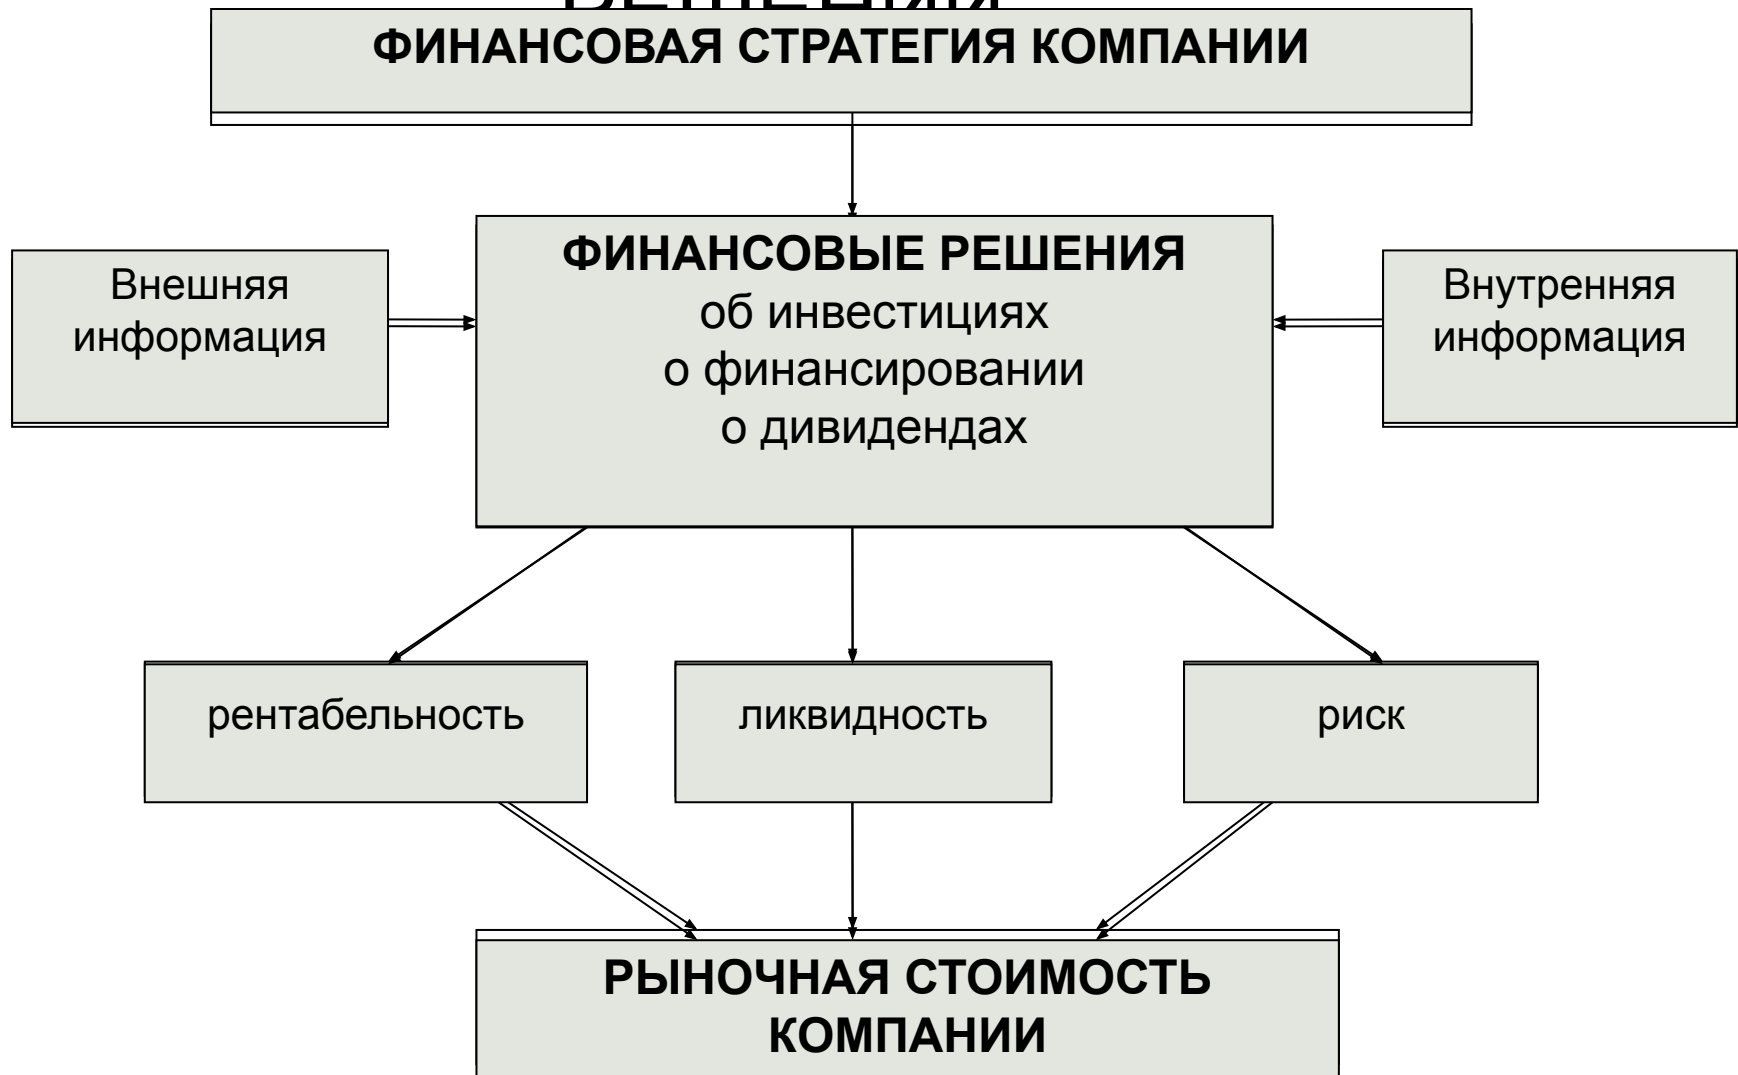 ФИНАНСОВАЯ СТРАТЕГИЯ КОМПАНИИ
ФИНАНСОВЫЕ РЕШЕНИЯ
об инвестициях
о финансировании
о дивидендах
Внешняя
информация
Внутренняя
информация
рентабельность
ликвидность
риск
РЫНОЧНАЯ СТОИМОСТЬ
КОМПАНИИ